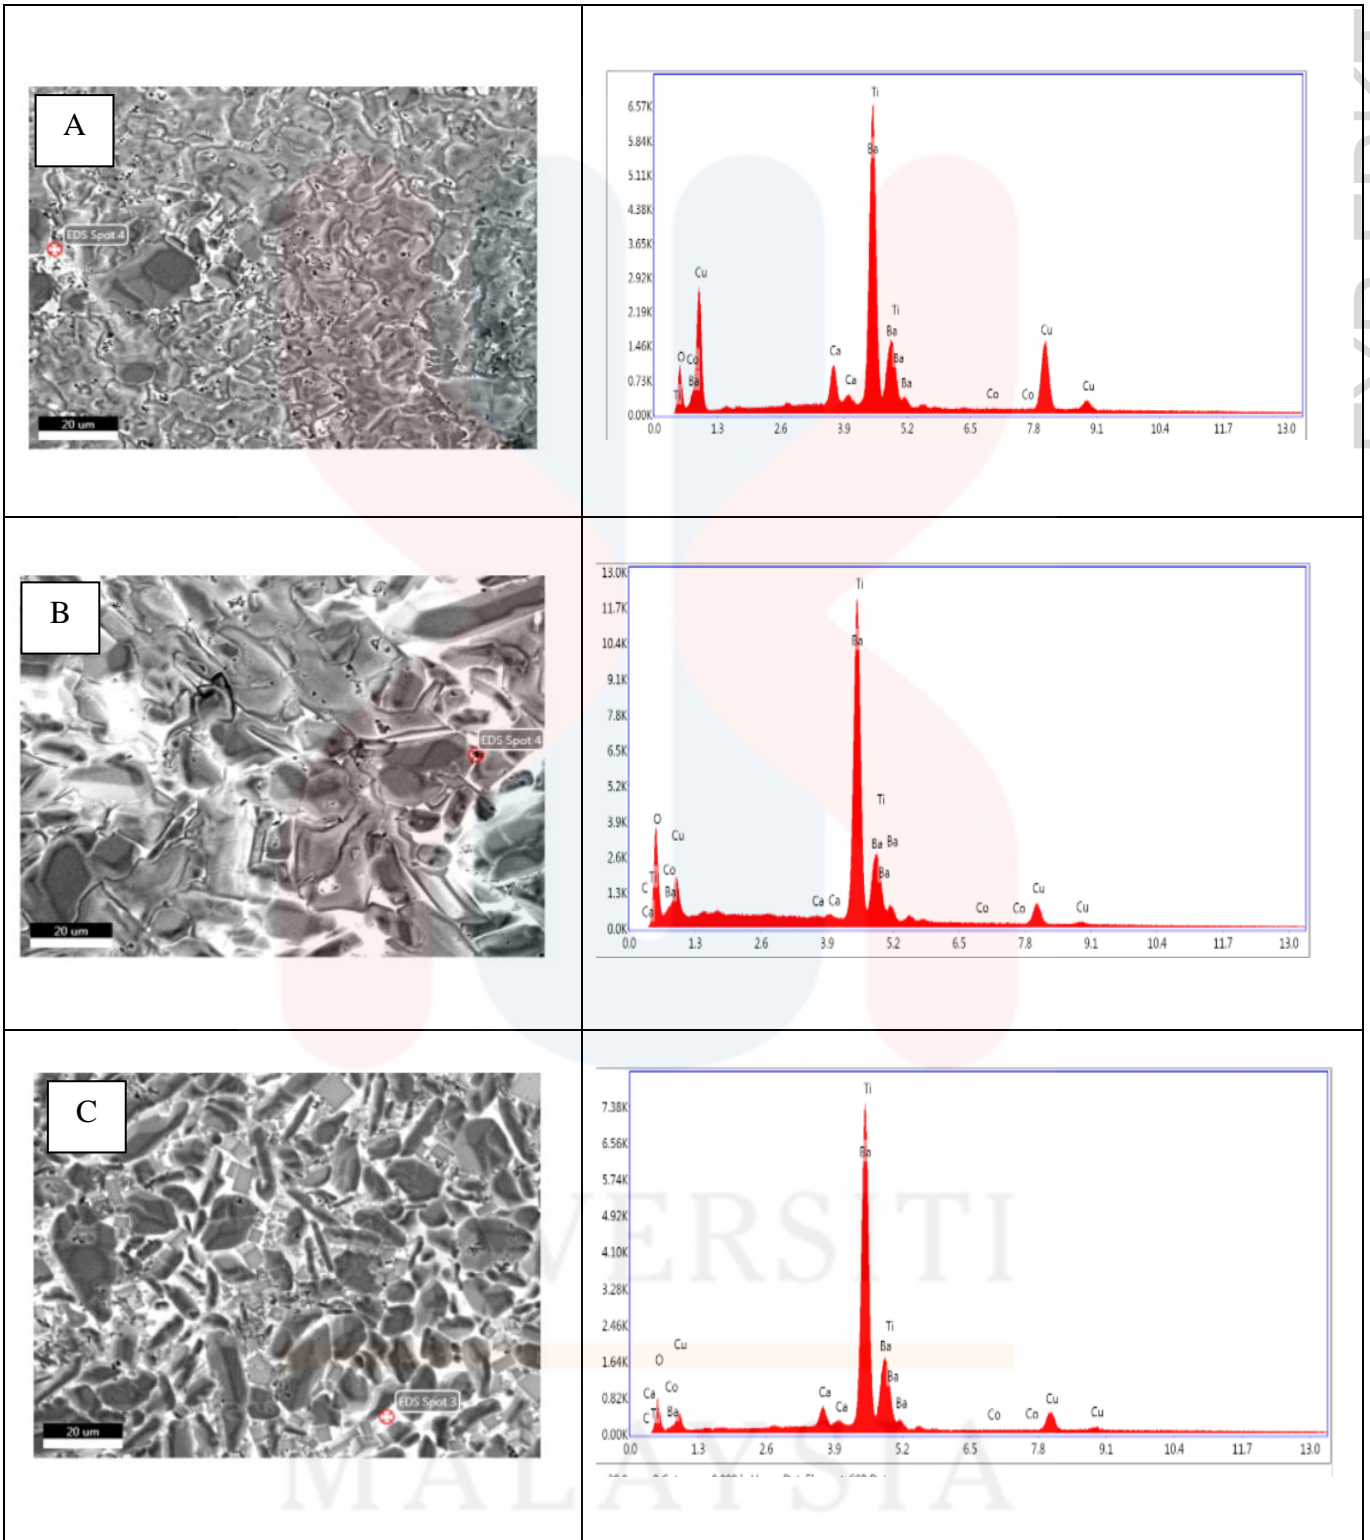 A
EDS Spot 4
20 um
6.57K
5.84K
5.11K
4.38K
3.65K
2.92K
2.19K
1.46K
0.73K
0.00K
Ti
Ba
Cu
O Co
Ba
Ca
Ca
Ti
Ba
Ba
Ba
Co
Co
Cu
Cu
0.0 1.3 2.6 3.9 5.2 6.5 7.8 9.1 10.4 11.7 13.0
B
EDS Spot 4
20 um
13.0K
11.7K
10.4K
9.1K
7.8K
6.5K
5.2K
3.9K
2.6K
1.3K
0.0K
Ti
Ba
O
Cu
Ti Co
C Ba
Ca
Ca Ca
Ti
Ba Ba
Ba
Co Co
Cu
Cu
0.0 1.3 2.6 3.9 5.2 6.5 7.8 9.1 10.4 11.7 13.0
C
EDS Spot 3
20 um
7.38K
6.56K
5.74K
4.92K
4.10K
3.28K
2.46K
1.64K
0.82K
0.00K
Ti
Ba
Cu
O
Ca Co
C Ba
Ca
Ca
Ti
Ba
Ba
Ba
Co Co
Cu
Cu
0.0 1.3 2.6 3.9 5.2 6.5 7.8 9.1 10.4 11.7 13.0
VERSITI
MALAYSIA